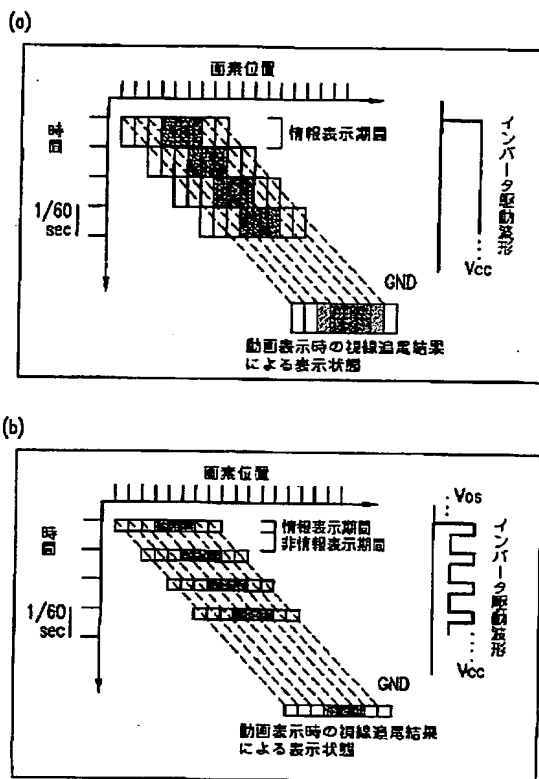 (a)
画素位置
時間
情報表示期間
1/60
sec
インバータ駆動波形
Vcc
GND
動画表示時の視線追尾結果
による表示状態
(b)
画素位置
時間
情報表示期間
非情報表示期間
1/60
sec
Vos
インバータ駆動波形
Vcc
GND
動画表示時の視線追尾結果
による表示状態